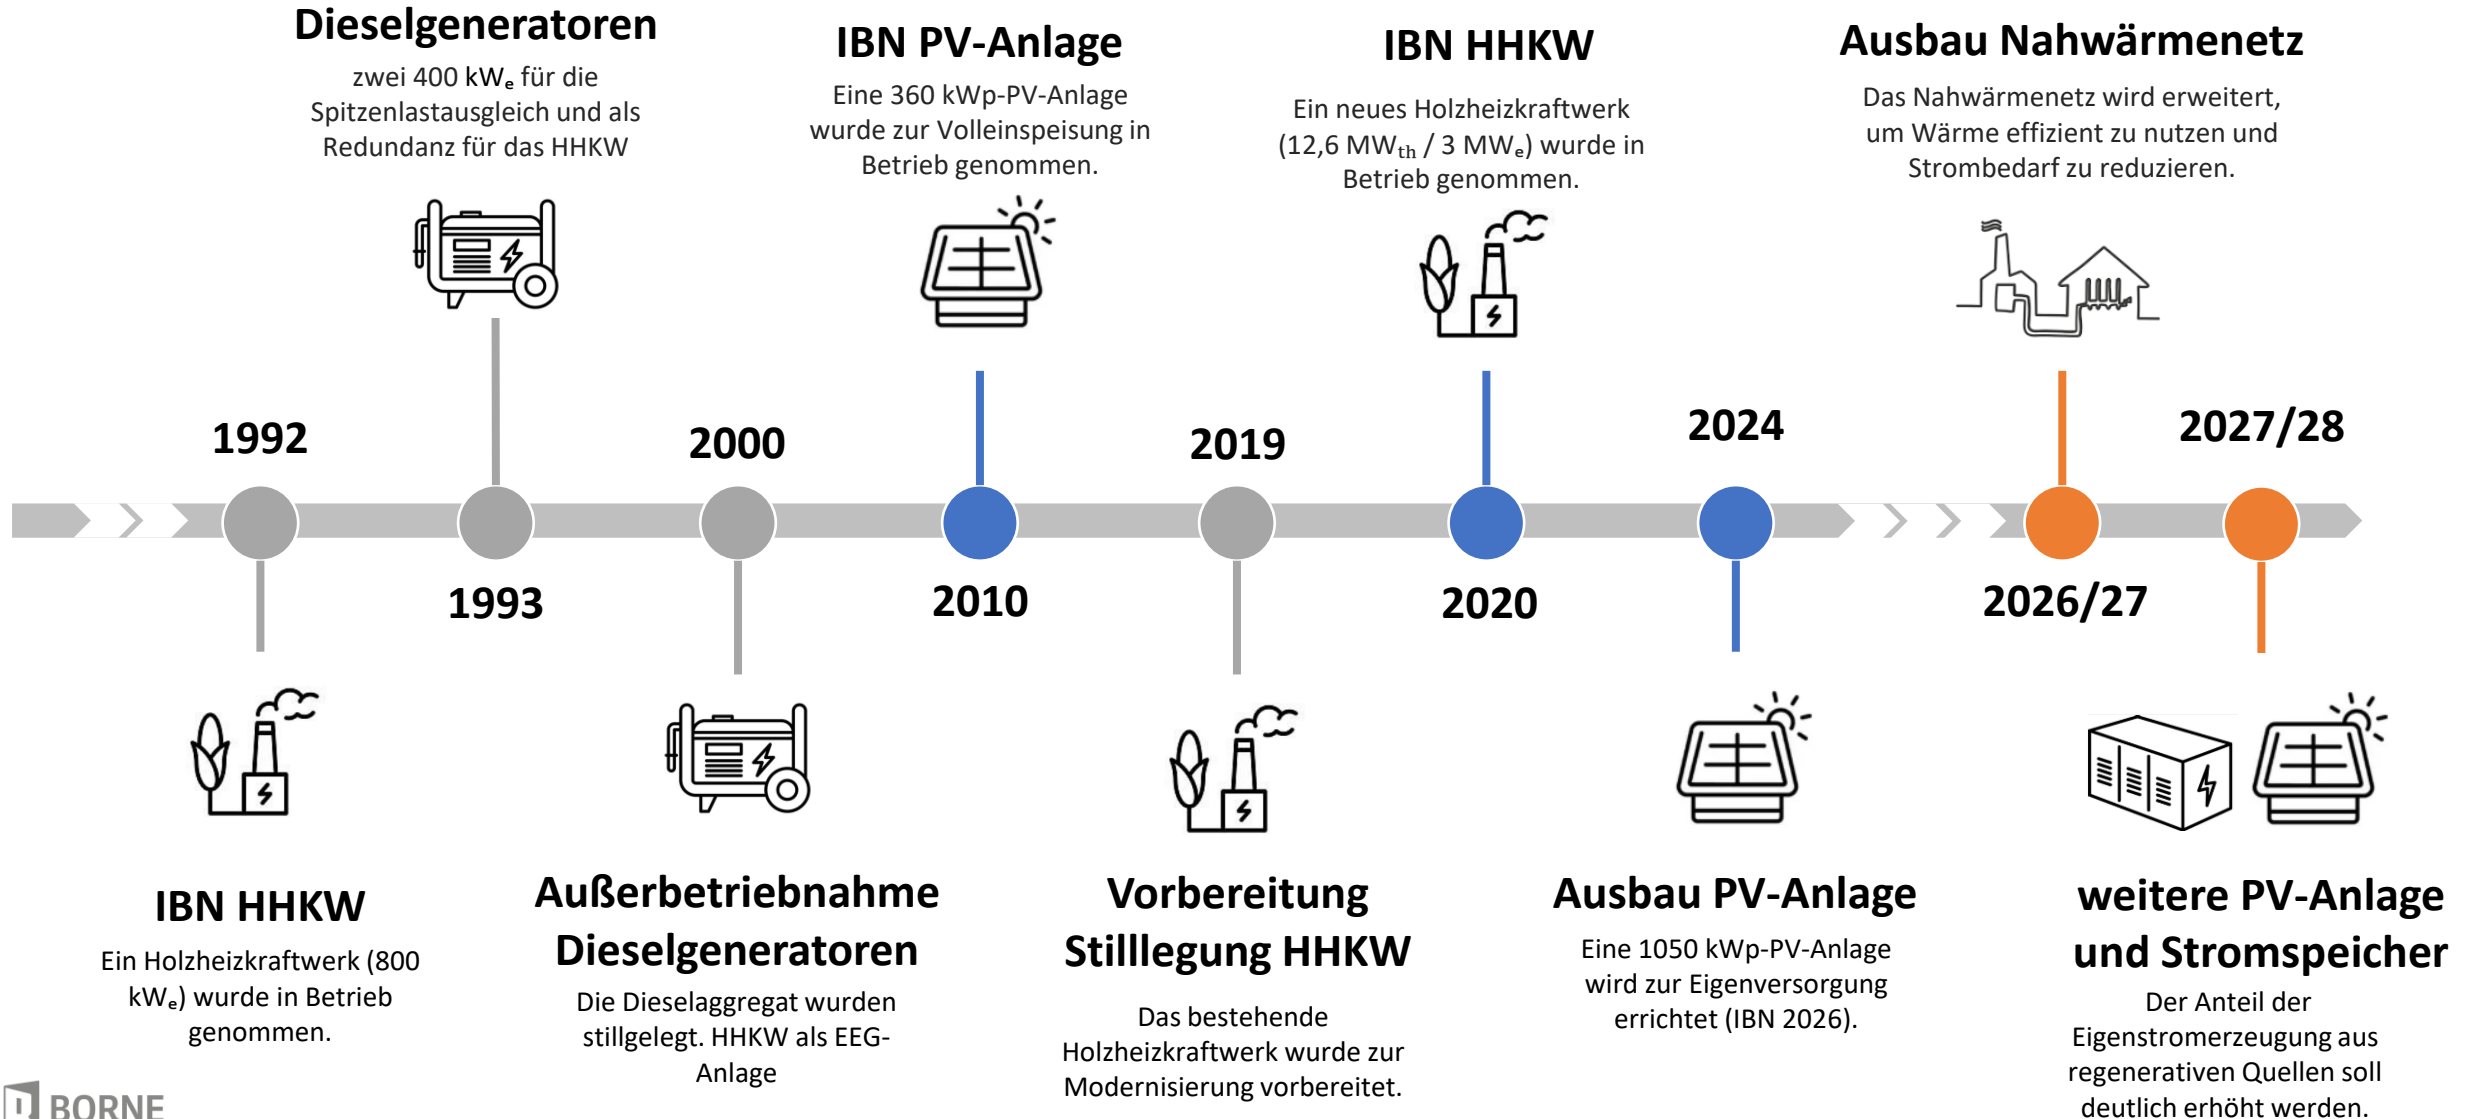 Dieselgeneratoren
zwei 400 kWₑ für die
Spitzenlastausgleich und als
Redundanz für das HHKW
IBN PV-Anlage
Eine 360 kWp-PV-Anlage
wurde zur Volleinspeisung in
Betrieb genommen.
IBN HHKW
Ein neues Holzheizkraftwerk
(12,6 MWₜₕ / 3 MWₑ) wurde in
Betrieb genommen.
Ausbau Nahwärmenetz
Das Nahwärmenetz wird erweitert,
um Wärme effizient zu nutzen und
Strombedarf zu reduzieren.
1992
2000
2019
2024
2027/28
1993
2010
2020
2026/27
IBN HHKW
Ein Holzheizkraftwerk (800
kWₑ) wurde in Betrieb
genommen.
Außerbetriebnahme
Dieselgeneratoren
Die Dieselaggregat wurden
stillgelegt. HHKW als EEG-
Anlage
Vorbereitung
Stilllegung HHKW
Das bestehende
Holzheizkraftwerk wurde zur
Modernisierung vorbereitet.
Ausbau PV-Anlage
Eine 1050 kWp-PV-Anlage
wird zur Eigenversorgung
errichtet (IBN 2026).
weitere PV-Anlage
und Stromspeicher
Der Anteil der
Eigenstromerzeugung aus
regenerativen Quellen soll
deutlich erhöht werden.
BORNE